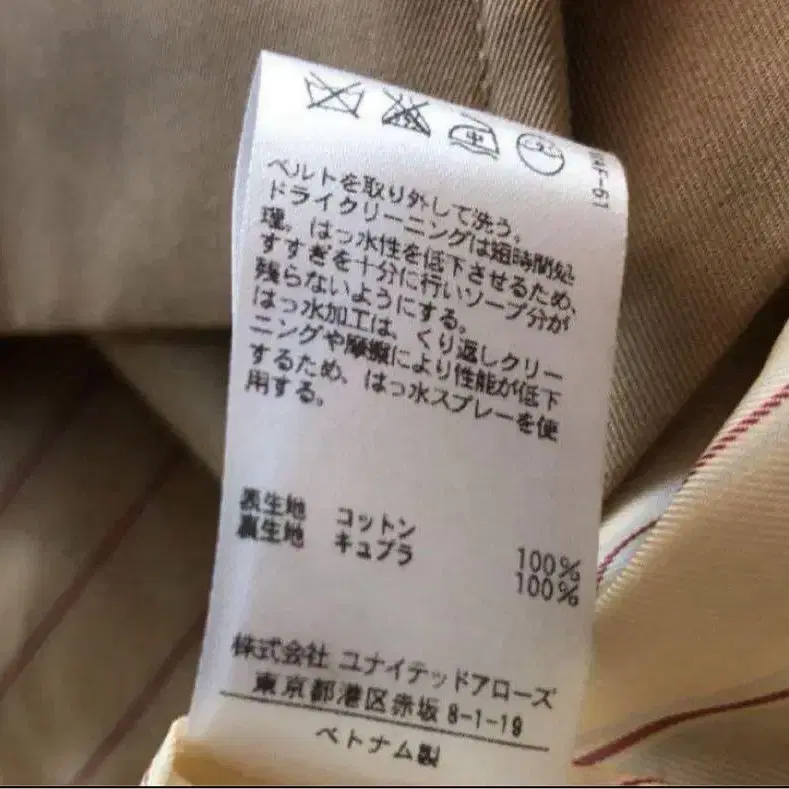 ベルトを取り外して洗う。
ドライクリーニングは短時間処
理。はっ水性を低下させるため、
すすぎを十分に行いソープ分が
残らないようにする。
はっ水加工は、くり返しクリー
ニングや摩擦により性能が低下
するため、はっ水スプレーを使
用する。
表生地 コットン 100%
裏生地 キュプラ 100%
株式会社 ユナイテッドアローズ
東京都港区赤坂 8-1-19
ベトナム製